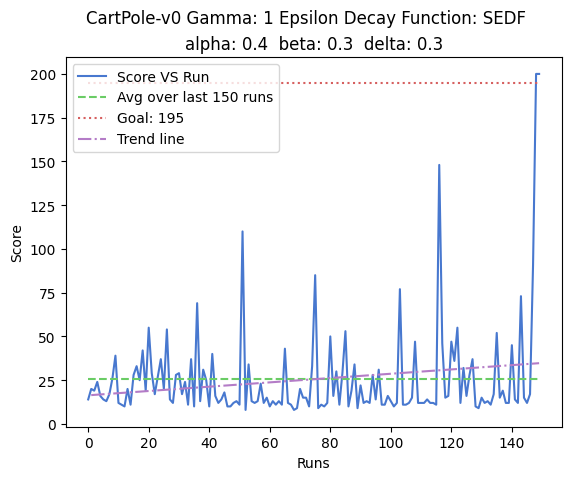 CartPole-v0 Gamma: 1 Epsilon Decay Function: SEDF
alpha: 0.4 beta: 0.3 delta: 0.3
Score VS Run
Avg over last 150 runs
Goal: 195
Trend line
200
175
150
125
100
75
50
25
0
Score
0 20 40 60 80 100 120 140
Runs